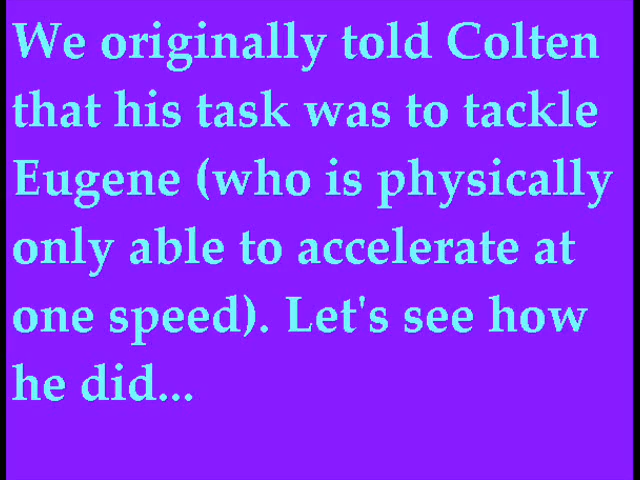 We originally told Colten
that his task was to tackle
Eugene (who is physically
only able to accelerate at
one speed). Let's see how
he did...